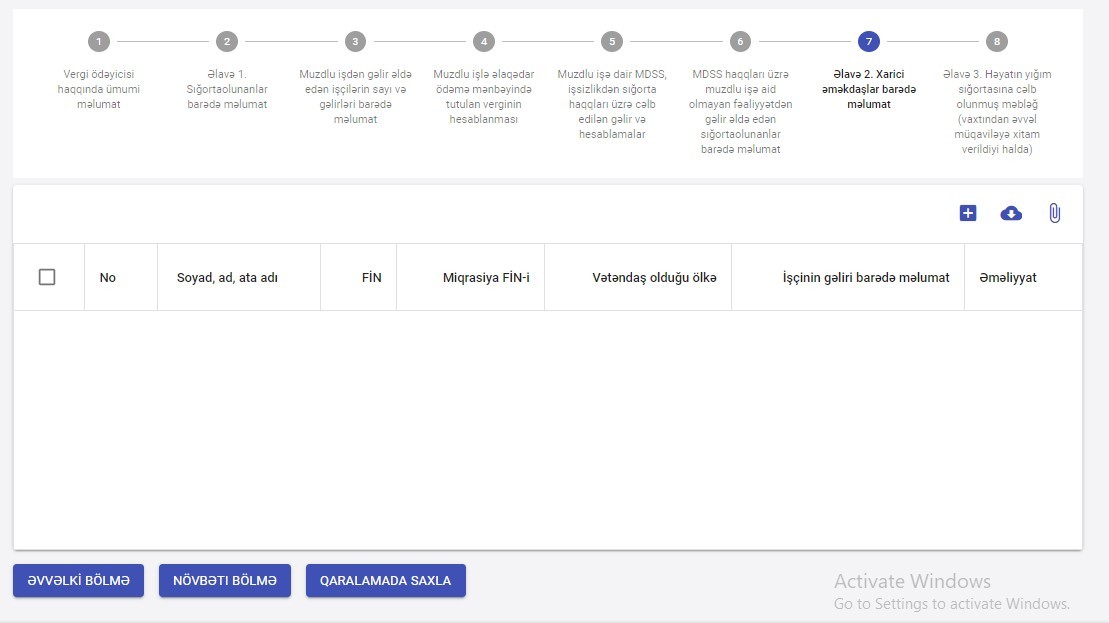 1
2
3
4
5
6
7
8
Vergi ödəyicisi
haqqında ümumi
məlumat
Əlavə 1.
Sığortaolunanlar
barədə məlumat
Muzdlu işdən gəlir əldə
edən işçilərin sayı və
gəlirləri barədə
məlumat
Muzdlu işlə əlaqədar
ödəmə mənbəyində
tutulan verginin
hesablanması
Muzdlu işə dair MDSS,
işsizlikdən sığorta
haqqları üzrə cəlb
edilən gəlir və
hesablamalar
MDSS haqqları üzrə
muzdlu işə aid
olmayan fəaliyyətdən
gəlir əldə edən
sığortaolunanlar
barədə məlumat
Əlavə 2. Xarici
əməkdaşlar barədə
məlumat
Əlavə 3. Həyatın yığım
sığortasına cəlb
olunmuş məbləğ
(vaxtından əvvəl
müqaviləyə xitam
verildiyi halda)
No
Soyad, ad, ata adı
FİN
Miqrasiya FİN-i
Vətəndaş olduğu ölkə
İşçinin gəliri barədə məlumat
Əməliyyat
ƏVVƏLKİ BÖLMƏ
NÖVBƏTI BÖLMƏ
QARALAMADA SAXLA
Activate Windows
Go to Settings to activate Windows.